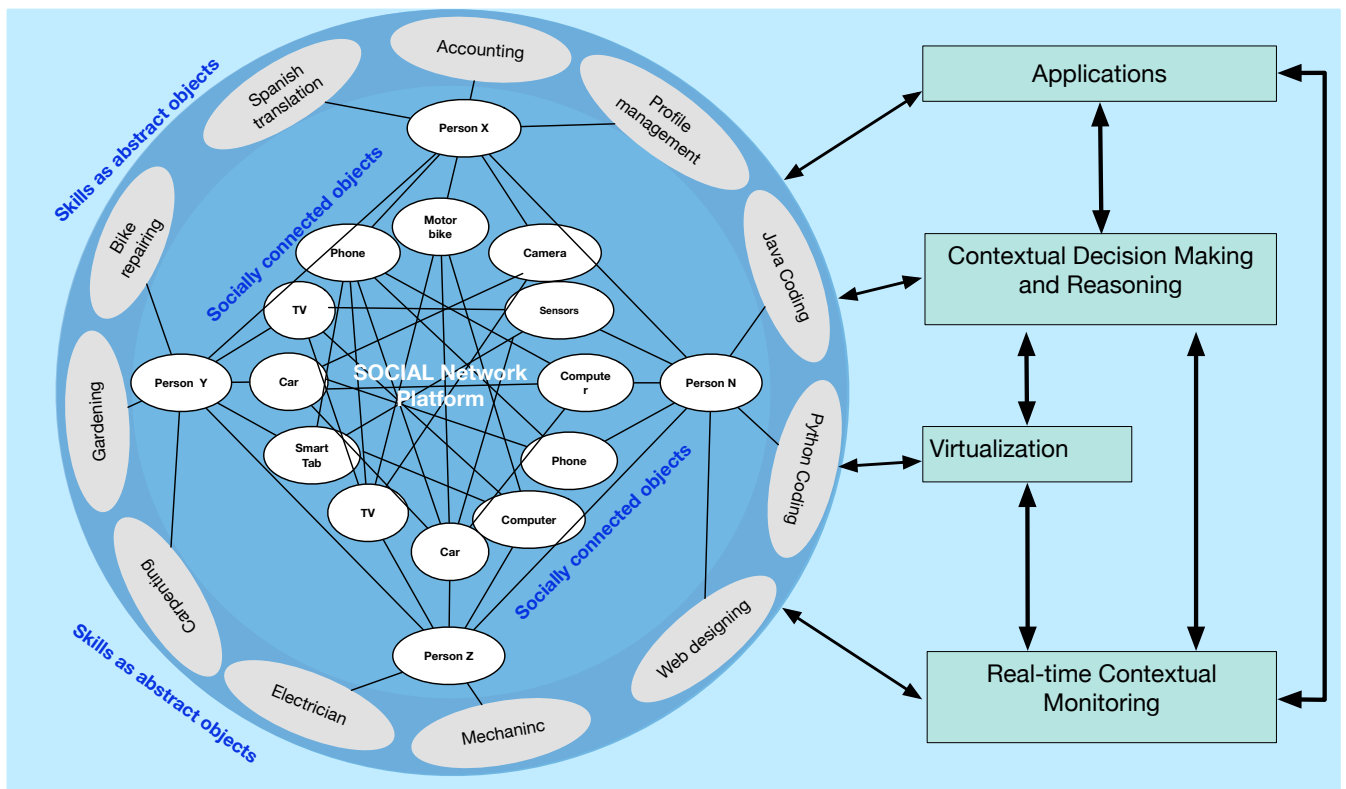 Accounting
Spanish
translation
Profile
management
Skills as abstract objects
Person X
Socially connected objects
Bike
repairing
Motor
bike
Phone
Camera
Java Coding
TV
Sensors
SOCIAL Network
Platform
Person Y
Car
Compute
r
Person N
Gardening
Smart
Tab
Phone
Python Coding
TV
Computer
Car
Socially connected objects
Carpenting
Person Z
Web designing
Skills as abstract objects
Electrician
Mechaninc
Applications
Contextual Decision Making
and Reasoning
Virtualization
Real-time Contextual
Monitoring